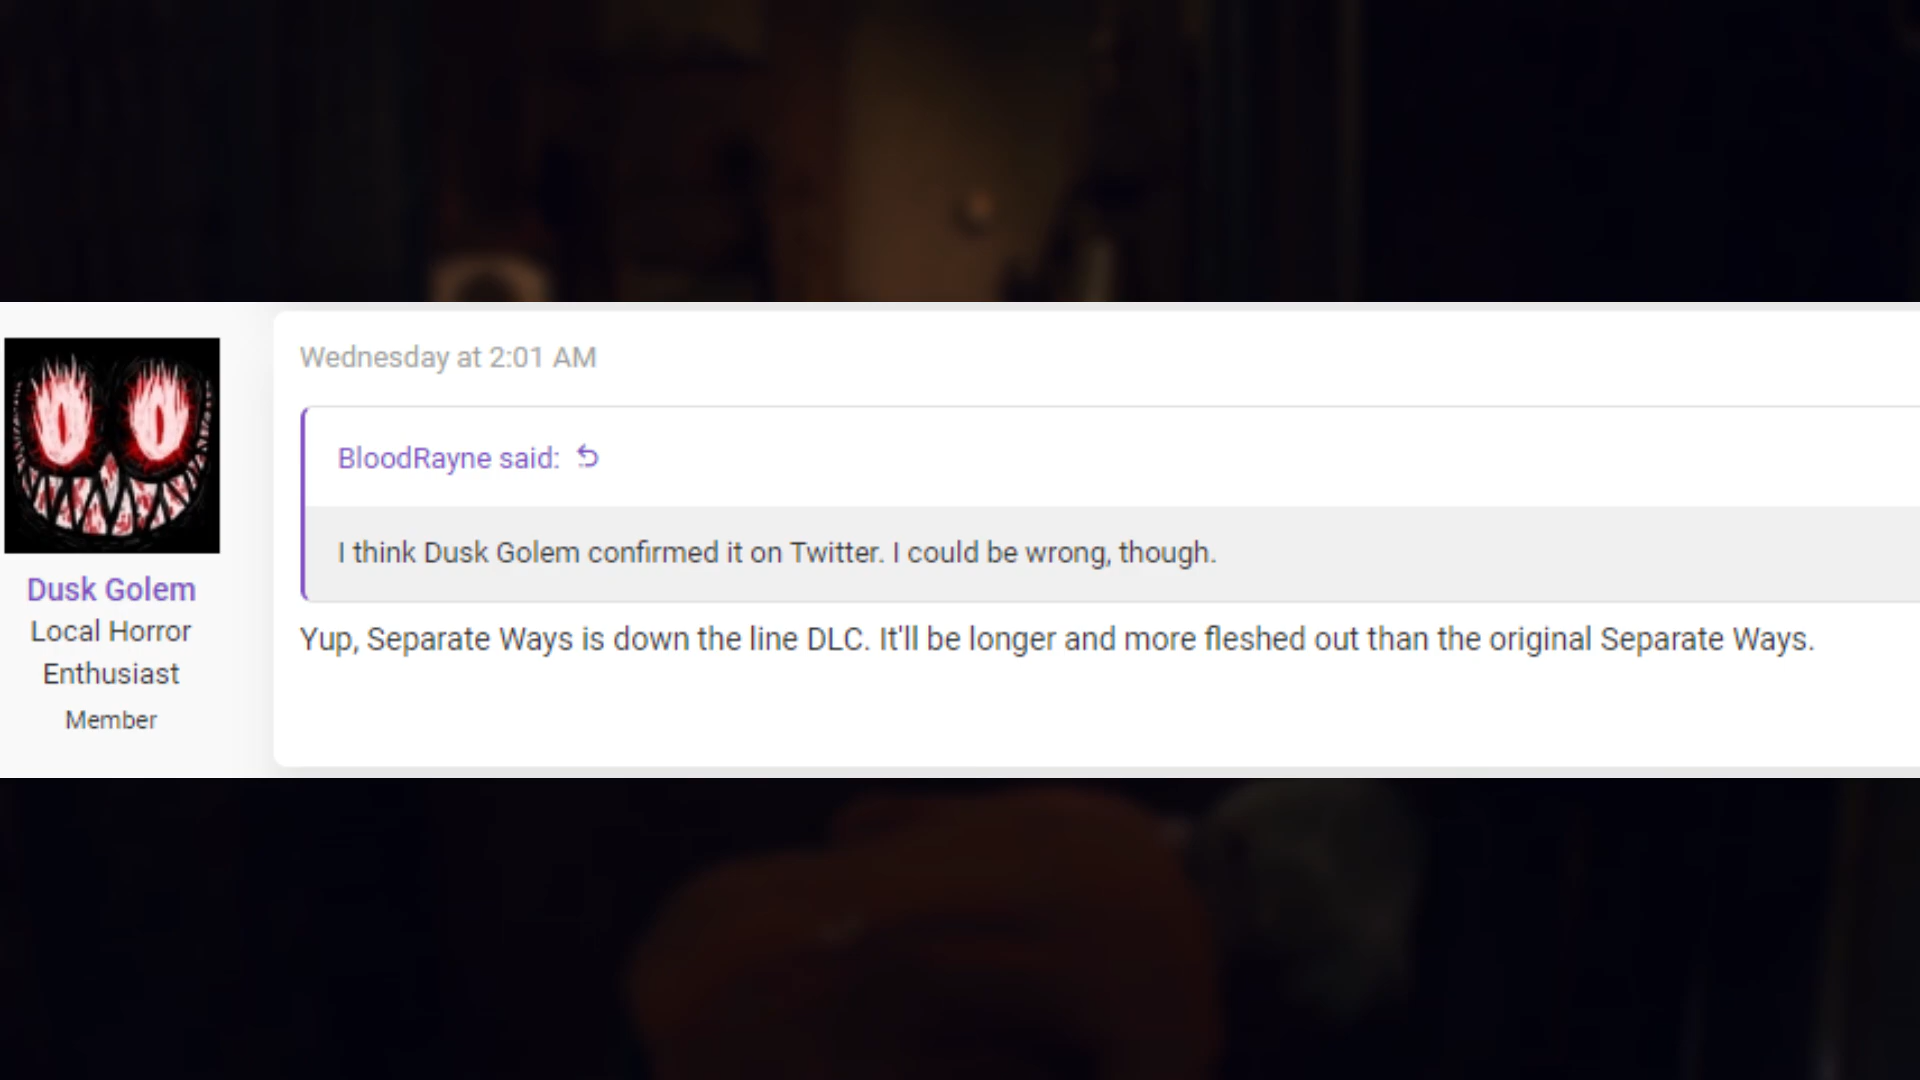 Wednesday at 2:01 AM
BloodRayne said:
I think Dusk Golem confirmed it on Twitter. I could be wrong, though.
Dusk Golem
Local Horror
Enthusiast
Member
Yup, Separate Ways is down the line DLC. It'll be longer and more fleshed out than the original Separate Ways.